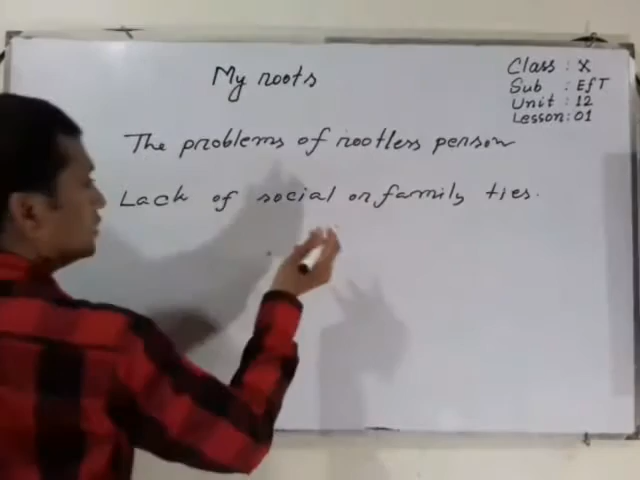 My roots
Class : X
Sub : EfT
Unit : 12
Lesson : 01
The problems of rootless person
Lack of social or family ties.